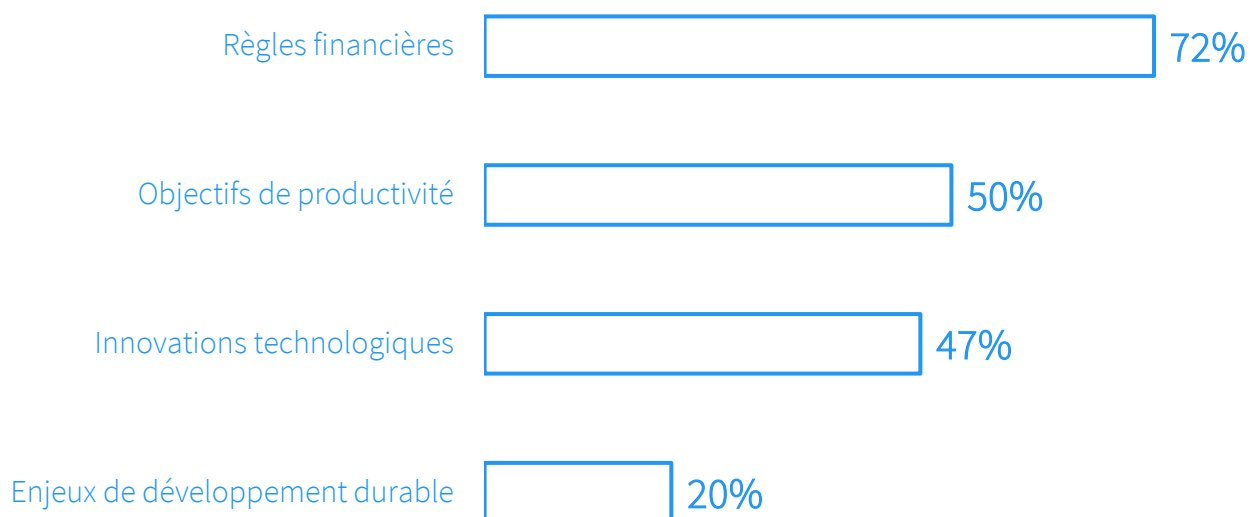 Règles financières 72%
Objectifs de productivité 50%
Innovations technologiques 47%
Enjeux de développement durable 20%